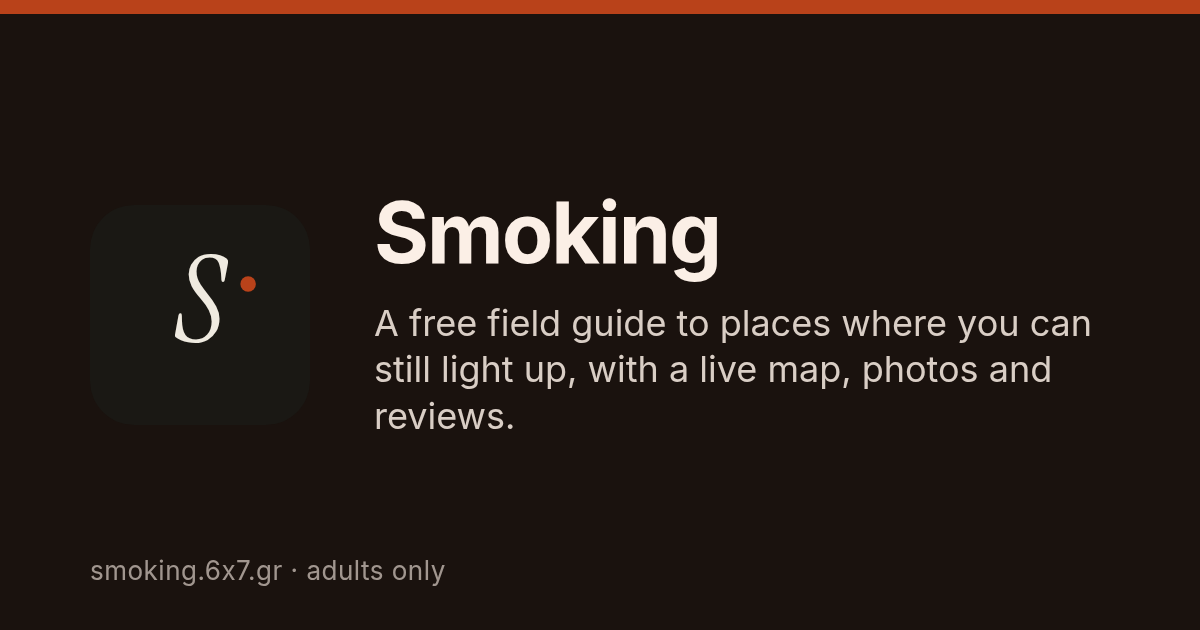 S
Smoking
A free field guide to places where you can
still light up, with a live map, photos and
reviews.
smoking.6x7.gr · adults only